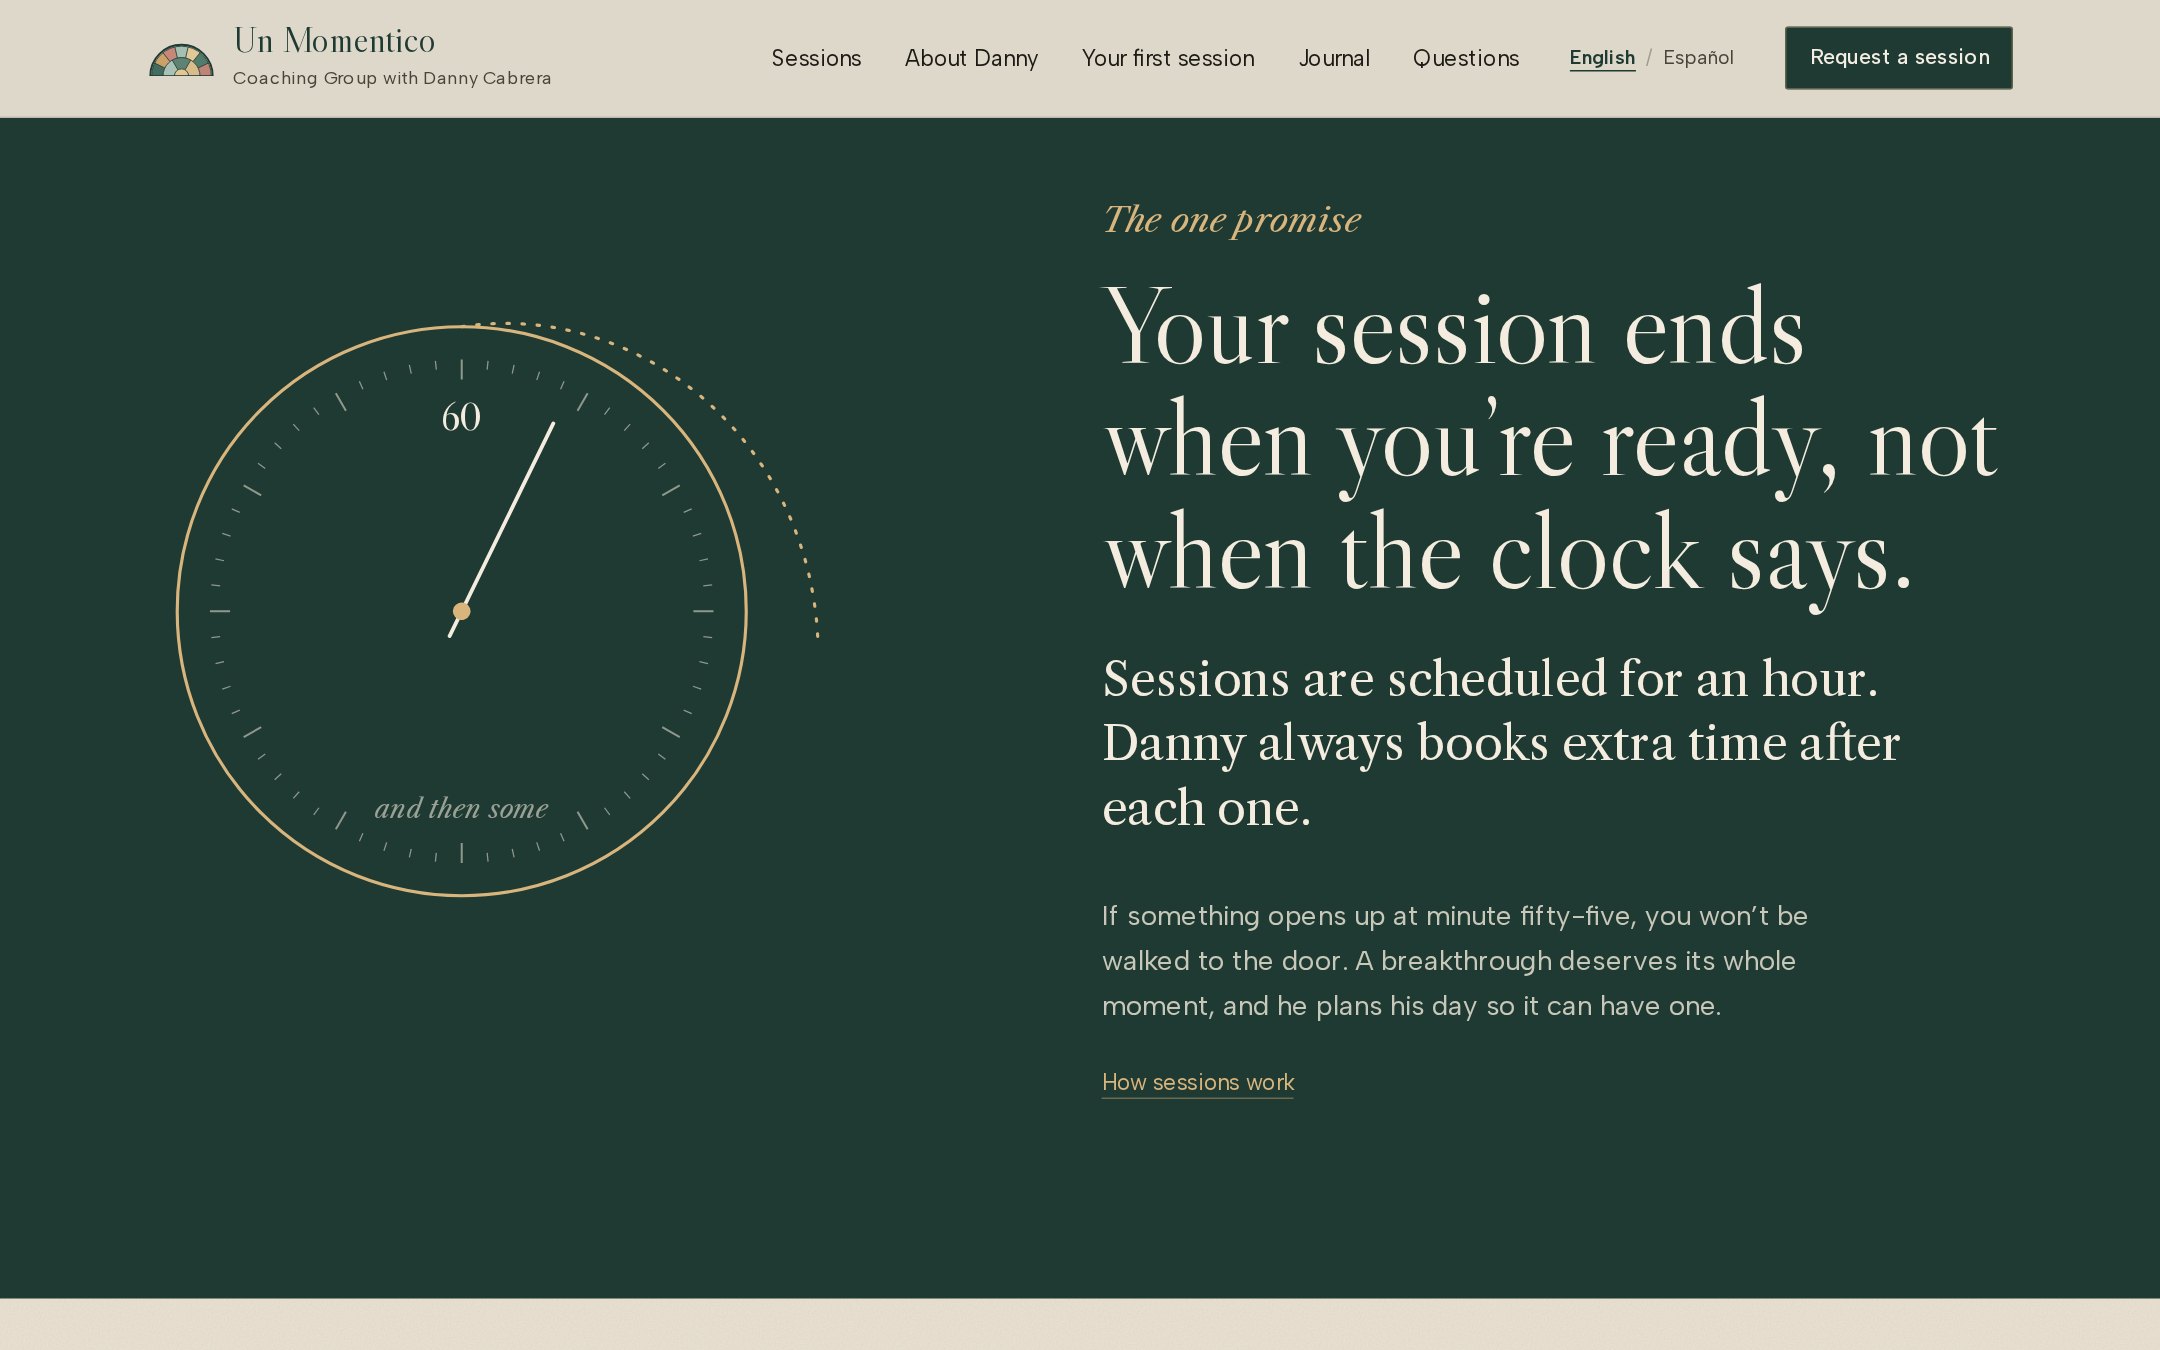 Un Momentico
Coaching Group with Danny Cabrera
Sessions
About Danny
Your first session
Journal
Questions
English / Español
Request a session
60
and then some
The one promise
Your session ends
when you’re ready, not
when the clock says.
Sessions are scheduled for an hour.
Danny always books extra time after
each one.
If something opens up at minute fifty-five, you won’t be
walked to the door. A breakthrough deserves its whole
moment, and he plans his day so it can have one.
How sessions work